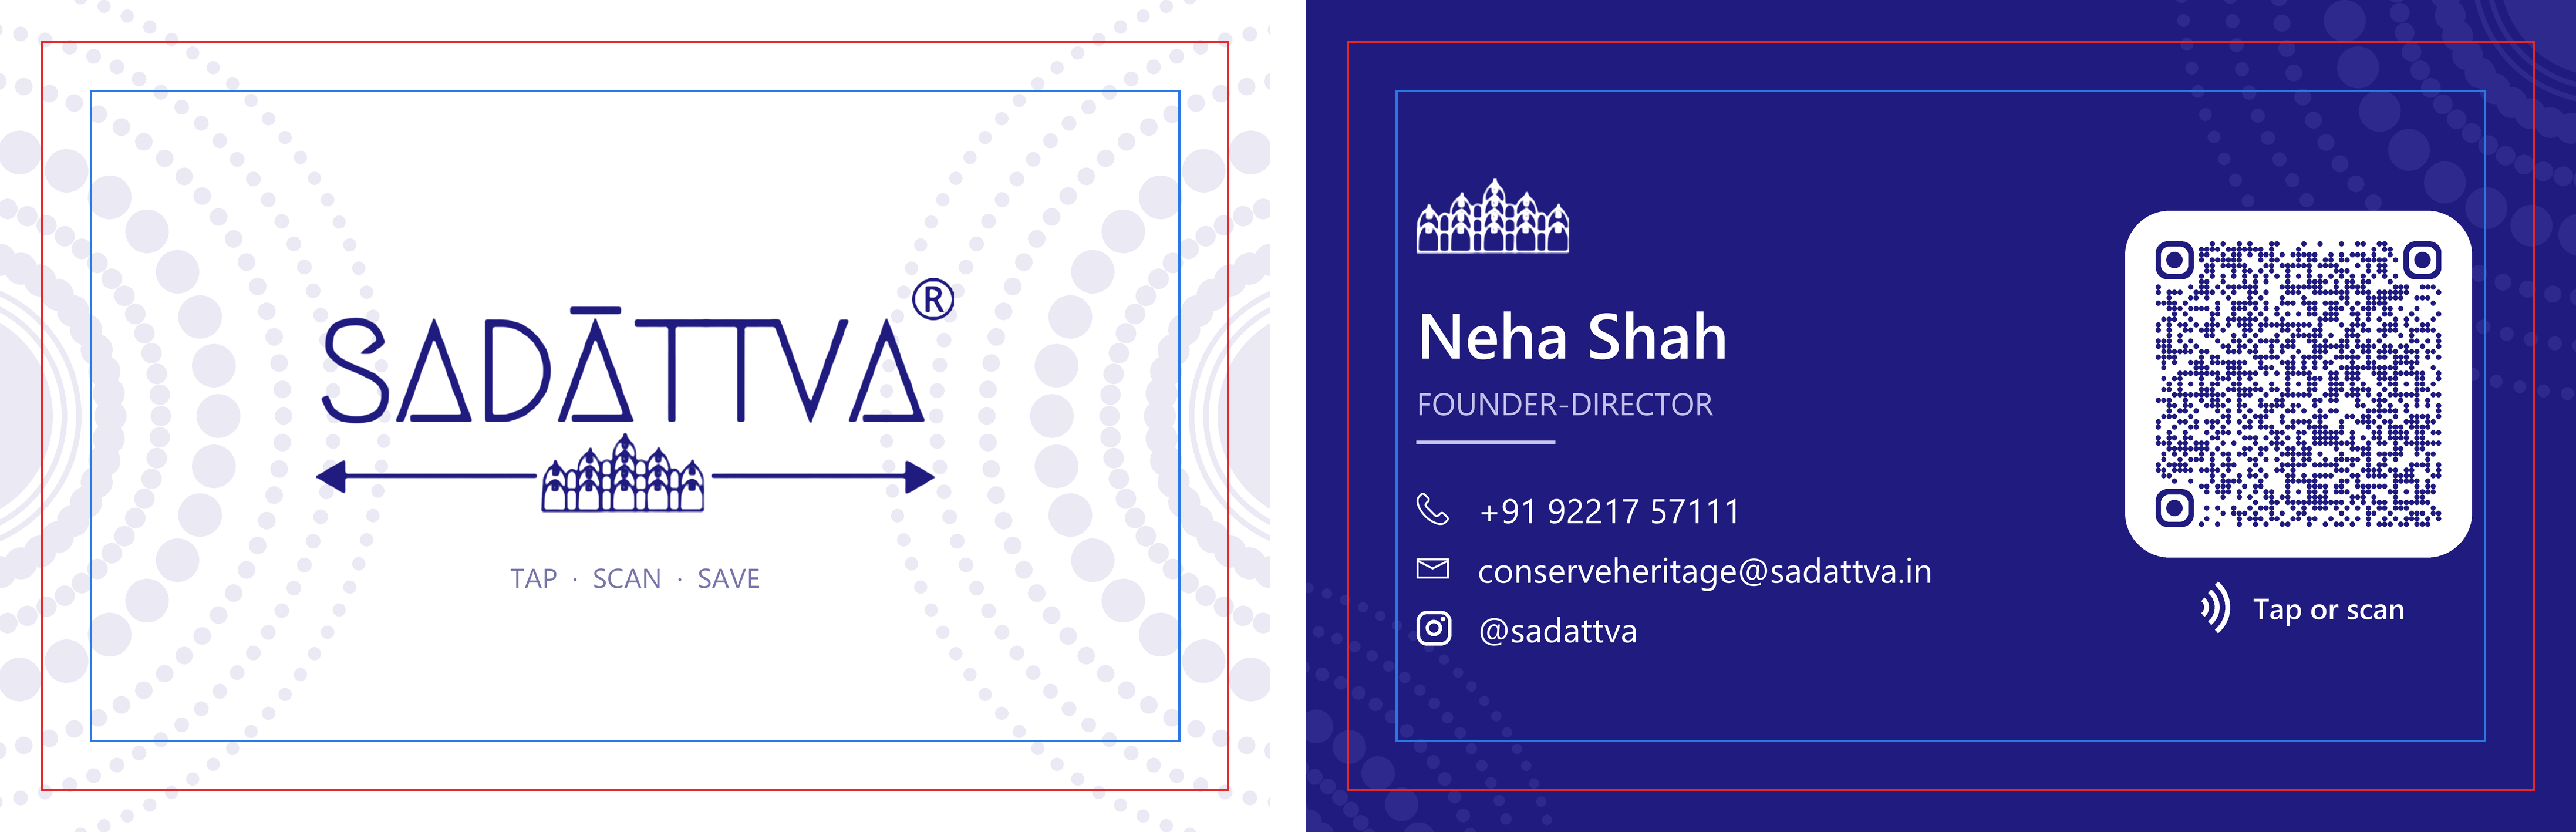 SADĀTTVA®
TAP · SCAN · SAVE
Neha Shah
FOUNDER-DIRECTOR
+91 92217 57111
conserveheritage@sadattva.in
@sadattva
Tap or scan